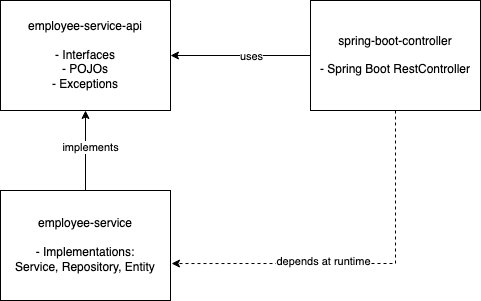 employee-service-api
- Interfaces
- POJOs
- Exceptions
uses
spring-boot-controller
- Spring Boot RestController
implements
employee-service
- Implementations:
Service, Repository, Entity
depends at runtime